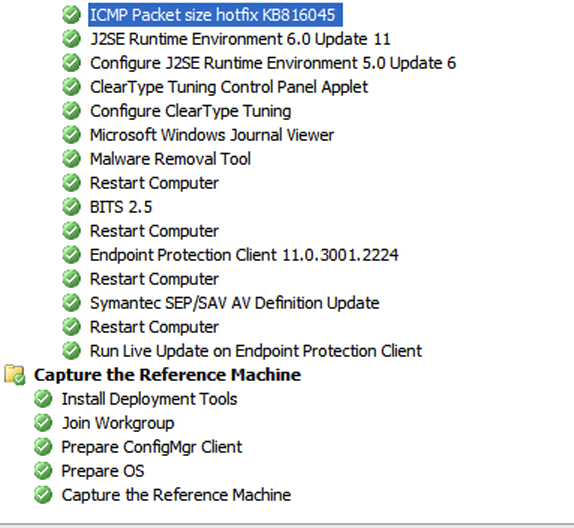 ICMP Packet size hotfix KB816045
J2SE Runtime Environment 6.0 Update 11
Configure J2SE Runtime Environment 5.0 Update 6
ClearType Tuning Control Panel Applet
Configure ClearType Tuning
Microsoft Windows Journal Viewer
Malware Removal Tool
Restart Computer
BITS 2.5
Restart Computer
Endpoint Protection Client 11.0.3001.2224
Restart Computer
Symantec SEP/SAV AV Definition Update
Restart Computer
Run Live Update on Endpoint Protection Client
Capture the Reference Machine
Install Deployment Tools
Join Workgroup
Prepare ConfigMgr Client
Prepare OS
Capture the Reference Machine